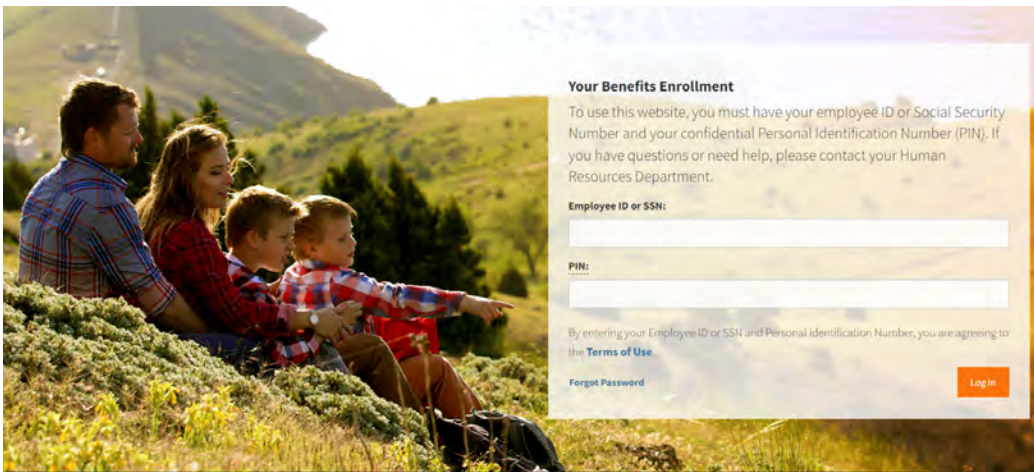 Your Benefits Enrollment
To use this website, you must have your employee ID or Social Security
Number and your confidential Personal Identification Number (PIN). If
you have questions or need help, please contact your Human
Resources Department.
Employee ID or SSN:
PIN:
By entering your Employee ID or SSN and Personal Identification Number, you are agreeing to
the Terms of Use.
Forgot Password
Log in